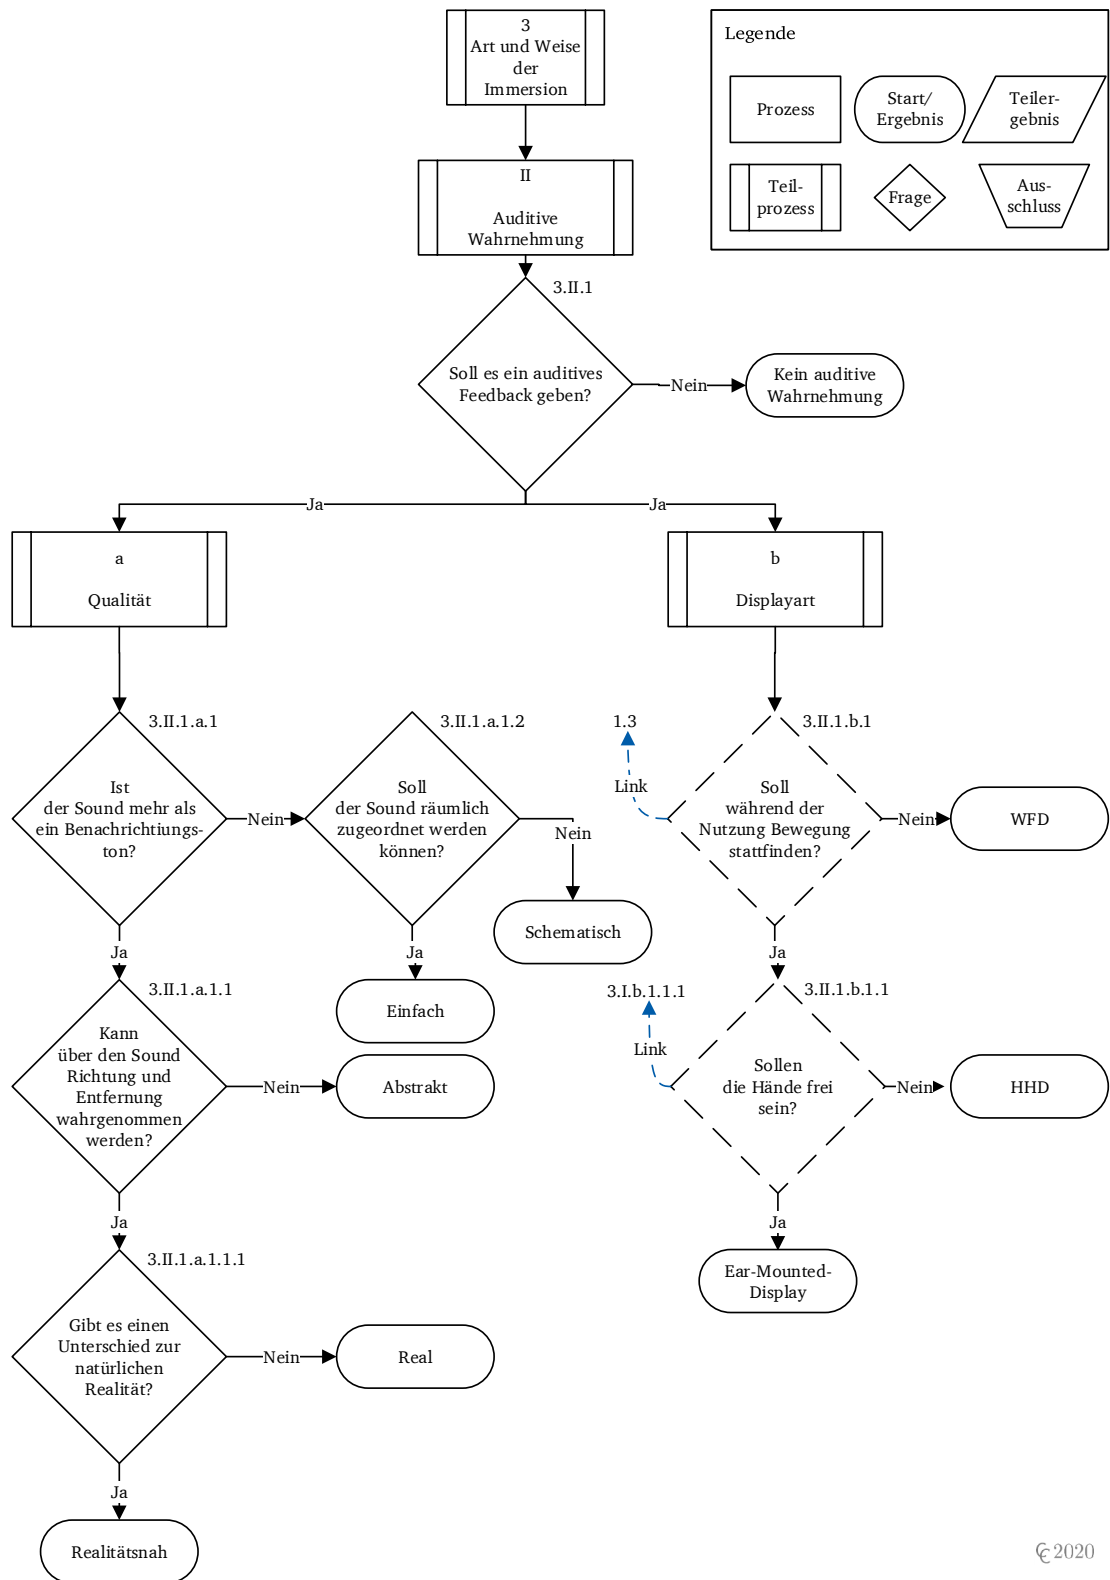 3
Art und Weise
der
Immersion
Legende
Prozess
Start/
Ergebnis
Teiler-
gebnis
Teil-
prozess
Frage
Aus-
schluss
II
Auditive
Wahrnehmung
3.II.1
Soll es ein auditives
Feedback geben?
Nein
Kein auditive
Wahrnehmung
Ja
Ja
a
Qualität
b
Displayart
3.II.1.a.1
Ist
der Sound mehr als
ein Benachrichtiungs-
ton?
Nein
3.II.1.a.1.2
Soll
der Sound räumlich
zugeordnet werden
können?
Nein
Schematisch
1.3
Link
3.II.1.b.1
Soll
während der
Nutzung Bewegung
stattfinden?
Nein
WFD
Ja
Ja
Einfach
Ja
3.II.1.a.1.1
Kann
über den Sound
Richtung und
Entfernung
wahrgenommen
werden?
Nein
Abstrakt
3.I.b.1.1.1
Link
3.II.1.b.1.1
Sollen
die Hände frei
sein?
Nein
HHD
Ja
Ja
Ear-Mounted-
Display
3.II.1.a.1.1.1
Gibt es einen
Unterschied zur
natürlichen
Realität?
Nein
Real
Ja
Realitätsnah
2020